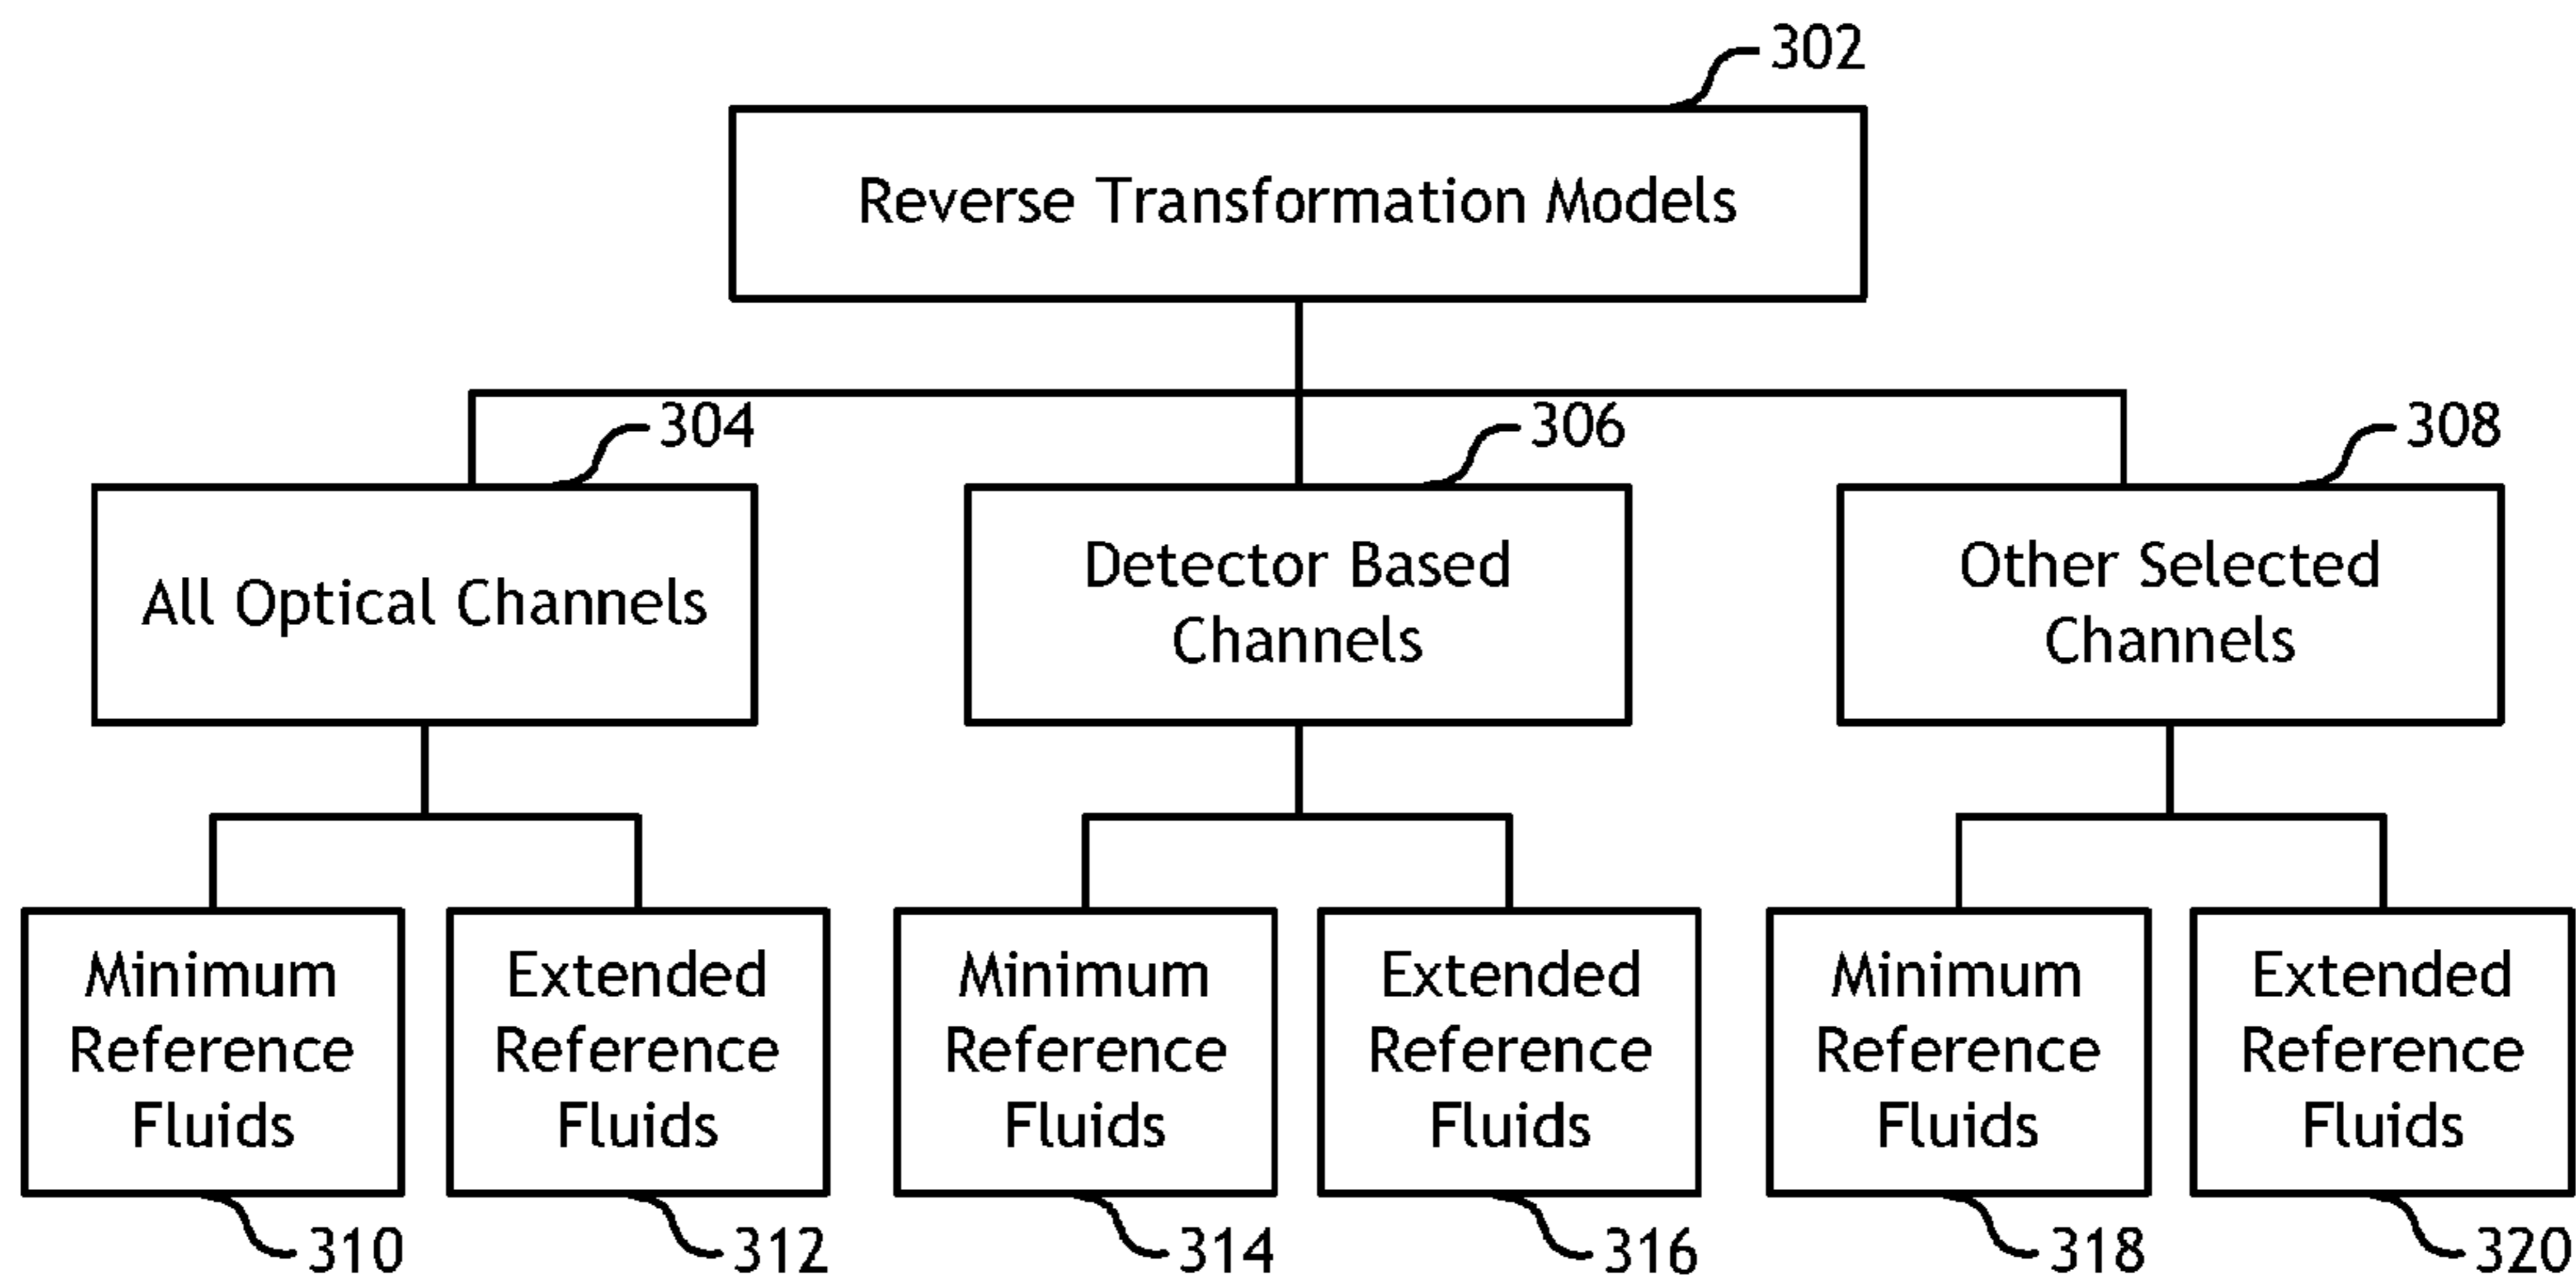 302
Reverse Transformation Models
304
306
308
All Optical Channels
Detector Based
Channels
Other Selected
Channels
Minimum
Reference
Fluids
Extended
Reference
Fluids
Minimum
Reference
Fluids
Extended
Reference
Fluids
Minimum
Reference
Fluids
Extended
Reference
Fluids
310
312
314
316
318
320